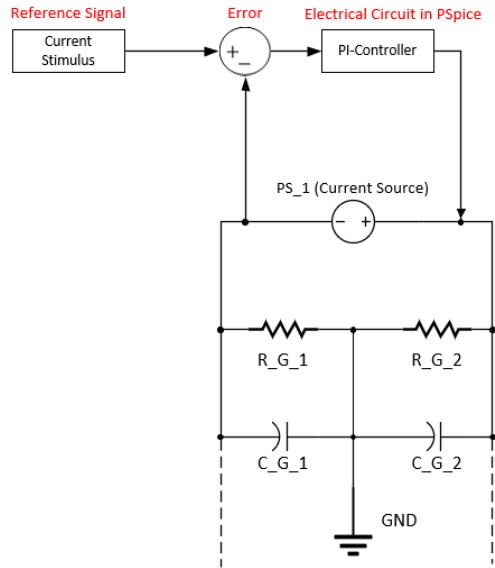 Reference Signal
Error
Electrical Circuit in PSpice
Current
Stimulus
+
−
PI-Controller
PS_1 (Current Source)
− +
R_G_1
R_G_2
C_G_1
C_G_2
GND